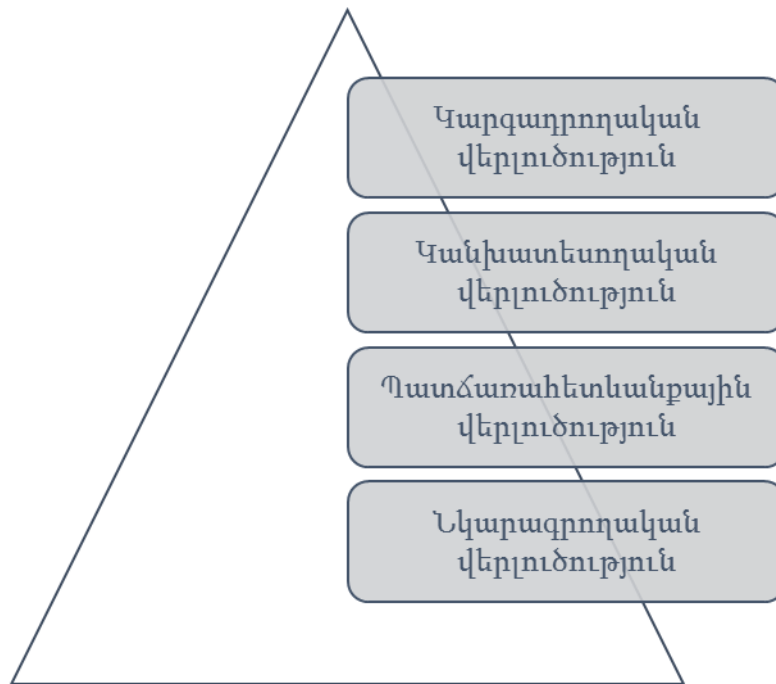 Կարգադրողական
վերլուծություն
Կանխատեսողական
վերլուծություն
Պատճառահետևանքային
վերլուծություն
Նկարագրողական
վերլուծություն